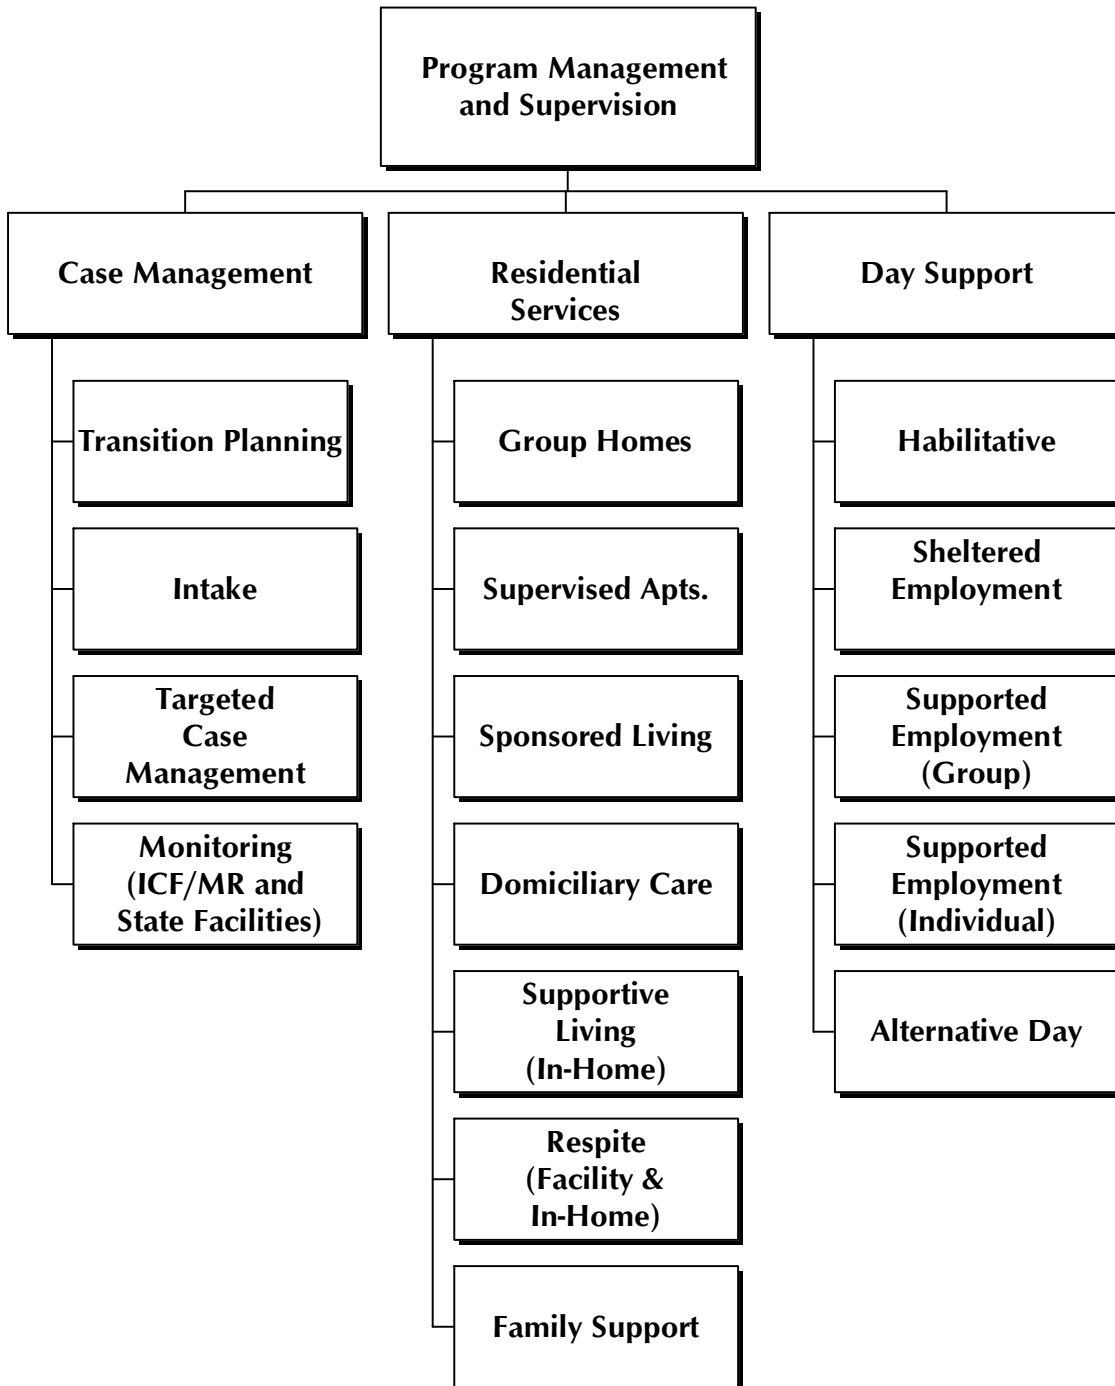 Program Management
and Supervision
Case Management
Residential
Services
Day Support
Transition Planning
Intake
Targeted
Case
Management
Monitoring
(ICF/MR and
State Facilities)
Group Homes
Supervised Apts.
Sponsored Living
Domiciliary Care
Supportive
Living
(In-Home)
Respite
(Facility &
In-Home)
Family Support
Habilitative
Sheltered
Employment
Supported
Employment
(Group)
Supported
Employment
(Individual)
Alternative Day